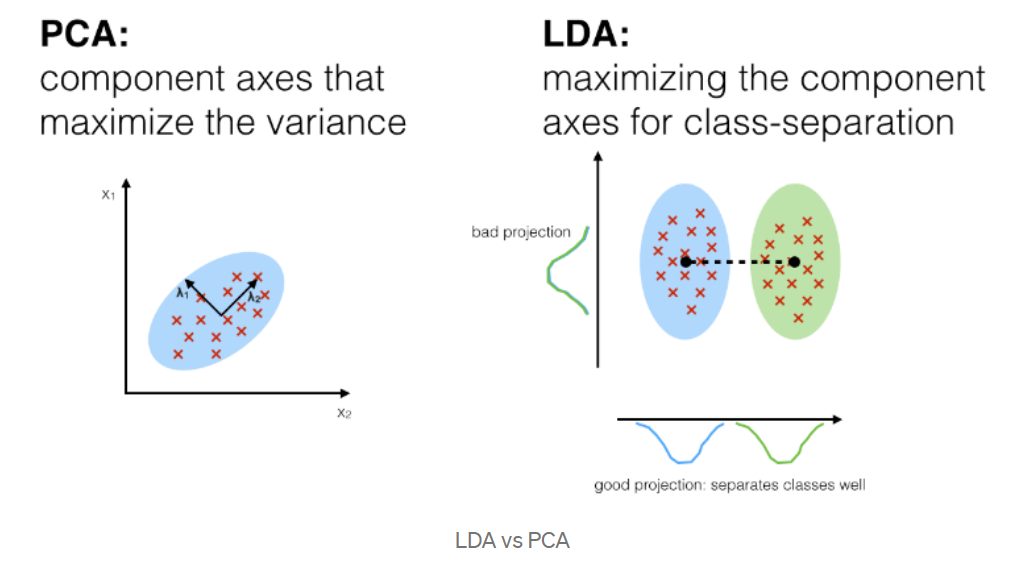 PCA:
component axes that
maximize the variance
LDA:
maximizing the component
axes for class-separation
x1
λ1
λ2
x2
bad projection
good projection: separates classes well
LDA vs PCA